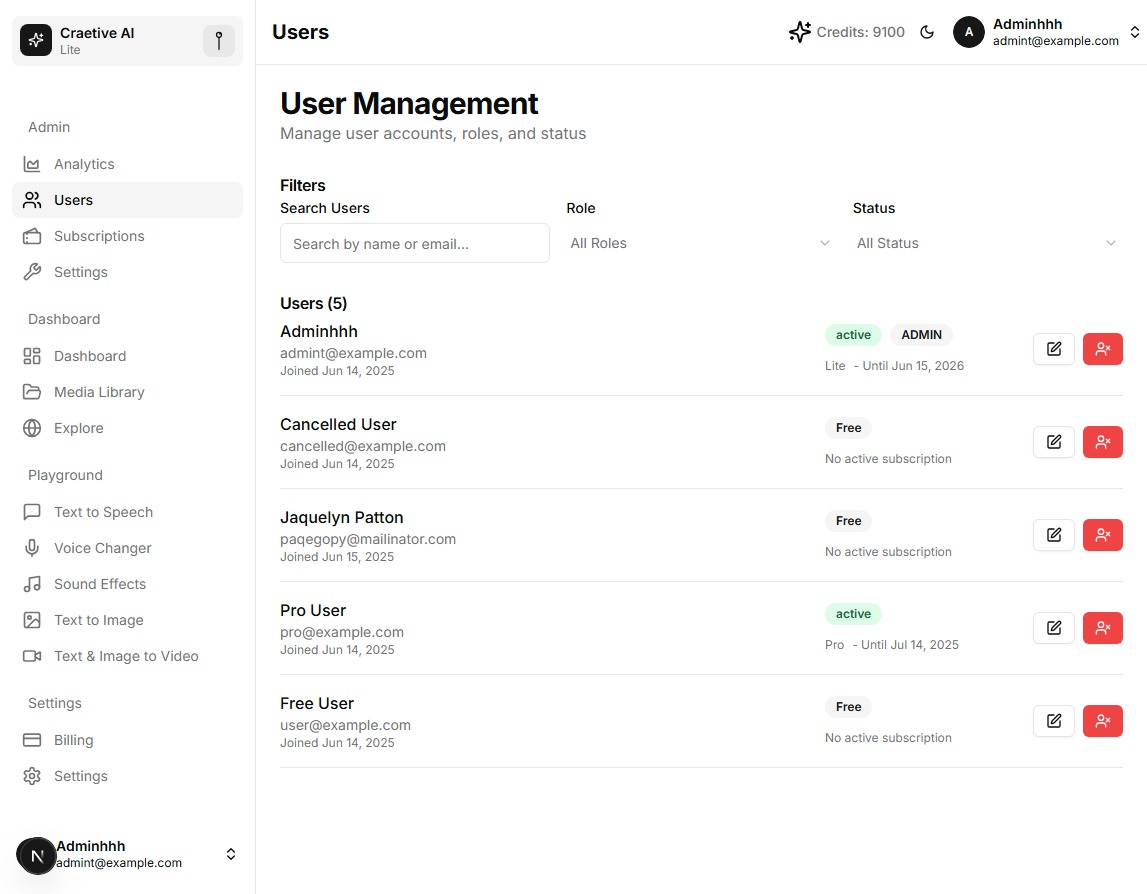 Craetive AI
Lite
Admin
Analytics
Users
Subscriptions
Settings
Dashboard
Dashboard
Media Library
Explore
Playground
Text to Speech
Voice Changer
Sound Effects
Text to Image
Text & Image to Video
Settings
Billing
Settings
N
Adminhhh
admint@example.com
Users
Credits: 9100
A
Adminhhh
admint@example.com
User Management
Manage user accounts, roles, and status
Filters
Search Users
Role
Status
Search by name or email...
All Roles
All Status
Users (5)
Adminhhh
admint@example.com
Joined Jun 14, 2025
active
ADMIN
Lite - Until Jun 15, 2026
Cancelled User
cancelled@example.com
Joined Jun 14, 2025
Free
No active subscription
Jaquelyn Patton
paqegopy@mailinator.com
Joined Jun 15, 2025
Free
No active subscription
Pro User
pro@example.com
Joined Jun 14, 2025
active
Pro - Until Jul 14, 2025
Free User
user@example.com
Joined Jun 14, 2025
Free
No active subscription